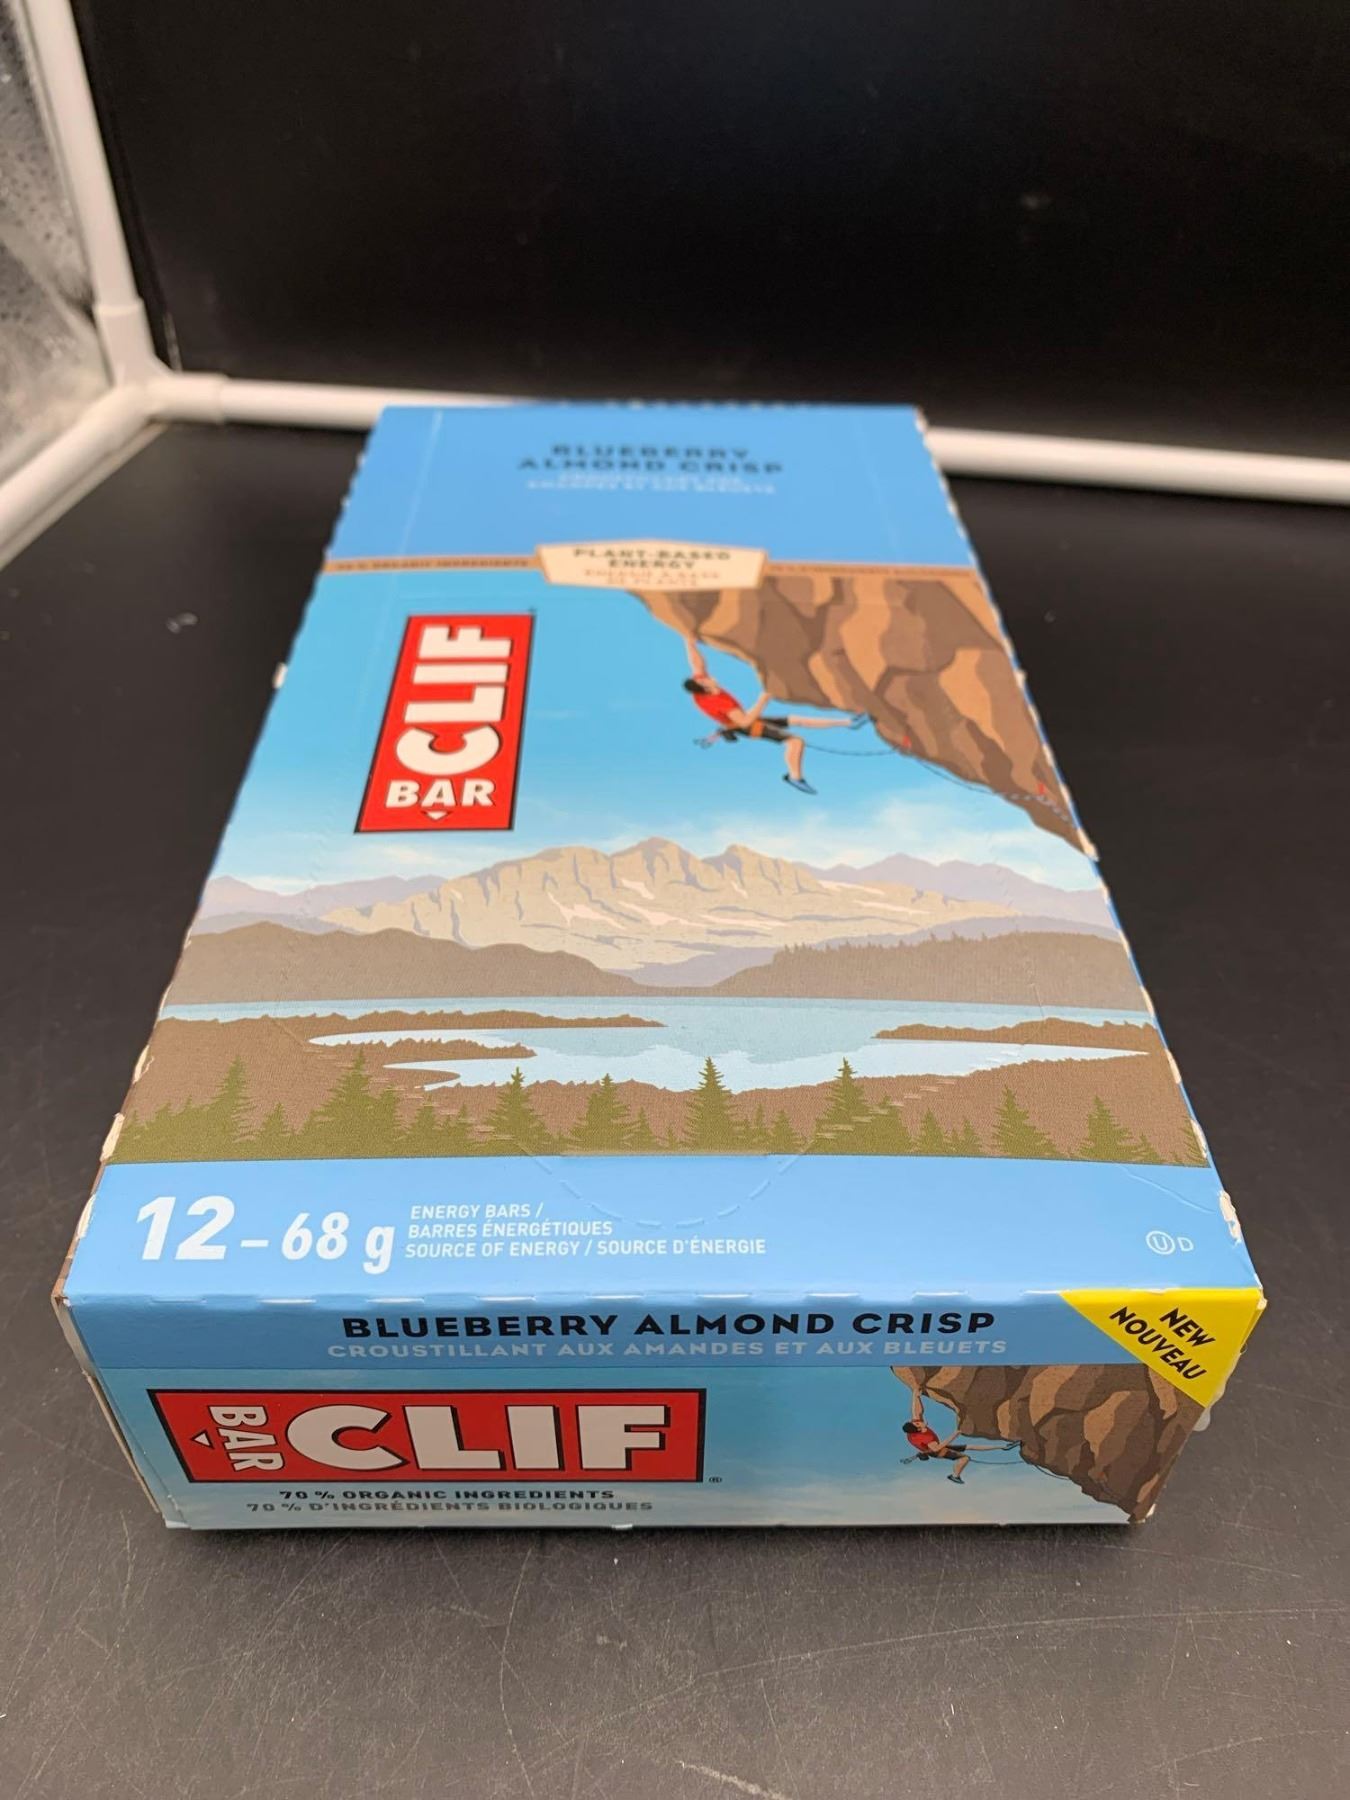 BLUEBERRY
ALMOND CRISP
PLANT-BASED
ENERGY
CLIF
BAR
12-68 g
ENERGY BARS /
BARRES ÉNERGÉTIQUES
SOURCE OF ENERGY / SOURCE D'ÉNERGIE
U D
BLUEBERRY ALMOND CRISP
CROUSTILLANT AUX AMANDES ET AUX BLEUETS
NEW
NOUVEAU
BAR CLIF ®
70 % ORGANIC INGREDIENTS
70 % D'INGRÉDIENTS BIOLOGIQUES